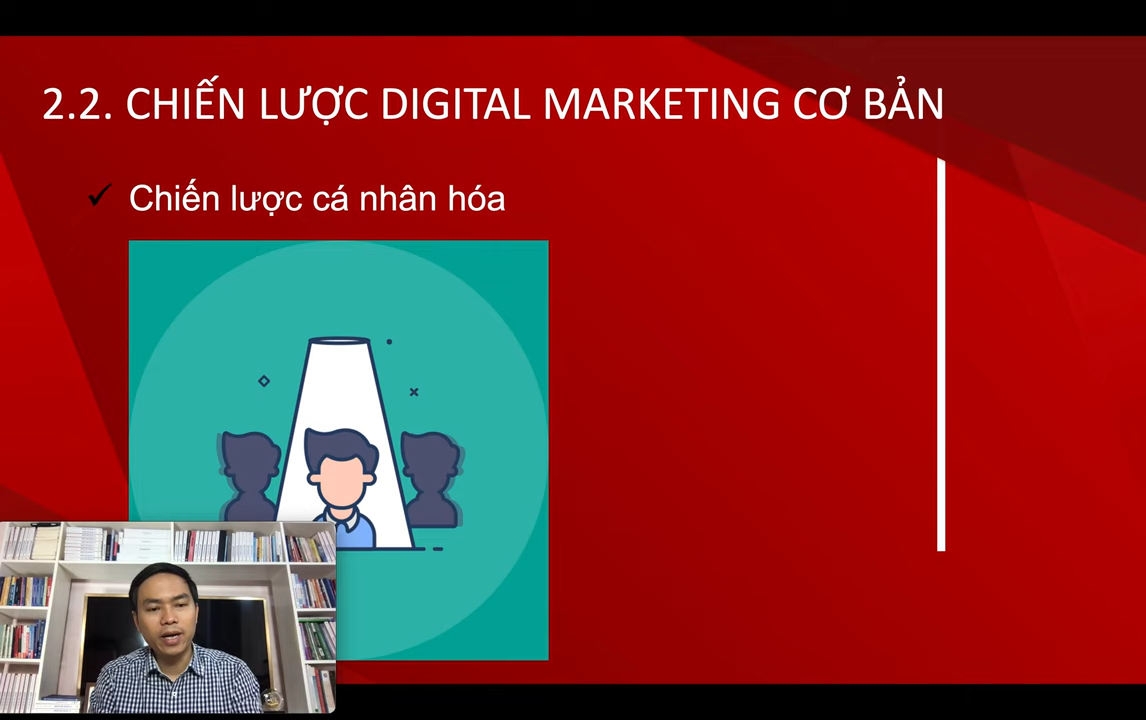 2.2. CHIẾN LƯỢC DIGITAL MARKETING CƠ BẢN
Chiến lược cá nhân hóa